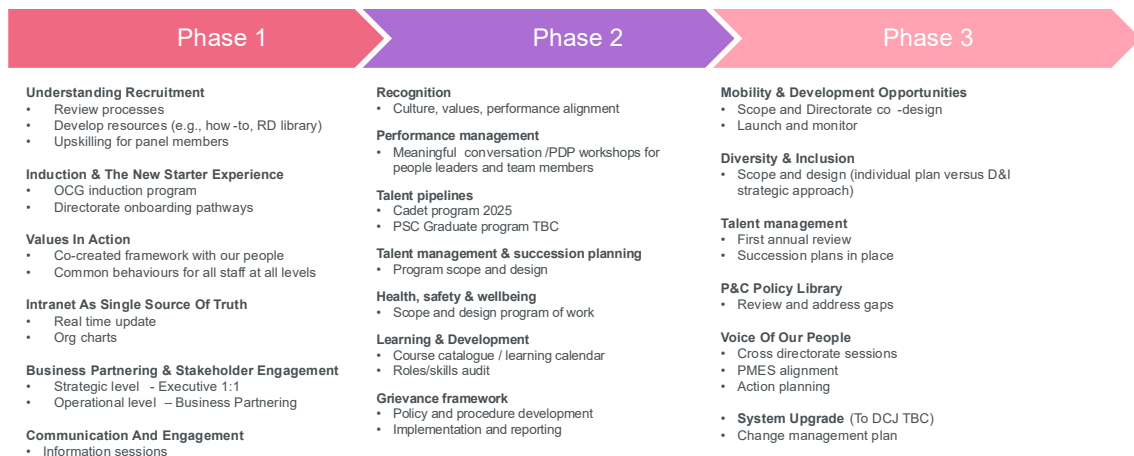 Phase 1
Understanding Recruitment
• Review processes
• Develop resources (e.g., how-to, RD library)
• Upskilling for panel members
Induction & The New Starter Experience
• OCG induction program
• Directorate onboarding pathways
Values In Action
• Co-created framework with our people
• Common behaviours for all staff at all levels
Intranet As Single Source Of Truth
• Real time update
• Org charts
Business Partnering & Stakeholder Engagement
• Strategic level - Executive 1:1
• Operational level – Business Partnering
Communication And Engagement
• Information sessions
Phase 2
Recognition
• Culture, values, performance alignment
Performance management
• Meaningful conversation /PDP workshops for
people leaders and team members
Talent pipelines
• Cadet program 2025
• PSC Graduate program TBC
Talent management & succession planning
• Program scope and design
Health, safety & wellbeing
• Scope and design program of work
Learning & Development
• Course catalogue / learning calendar
• Roles/skills audit
Grievance framework
• Policy and procedure development
• Implementation and reporting
Phase 3
Mobility & Development Opportunities
• Scope and Directorate co -design
• Launch and monitor
Diversity & Inclusion
• Scope and design (individual plan versus D&I
strategic approach)
Talent management
• First annual review
• Succession plans in place
P&C Policy Library
• Review and address gaps
Voice Of Our People
• Cross directorate sessions
• PMES alignment
• Action planning
• System Upgrade (To DCJ TBC)
• Change management plan